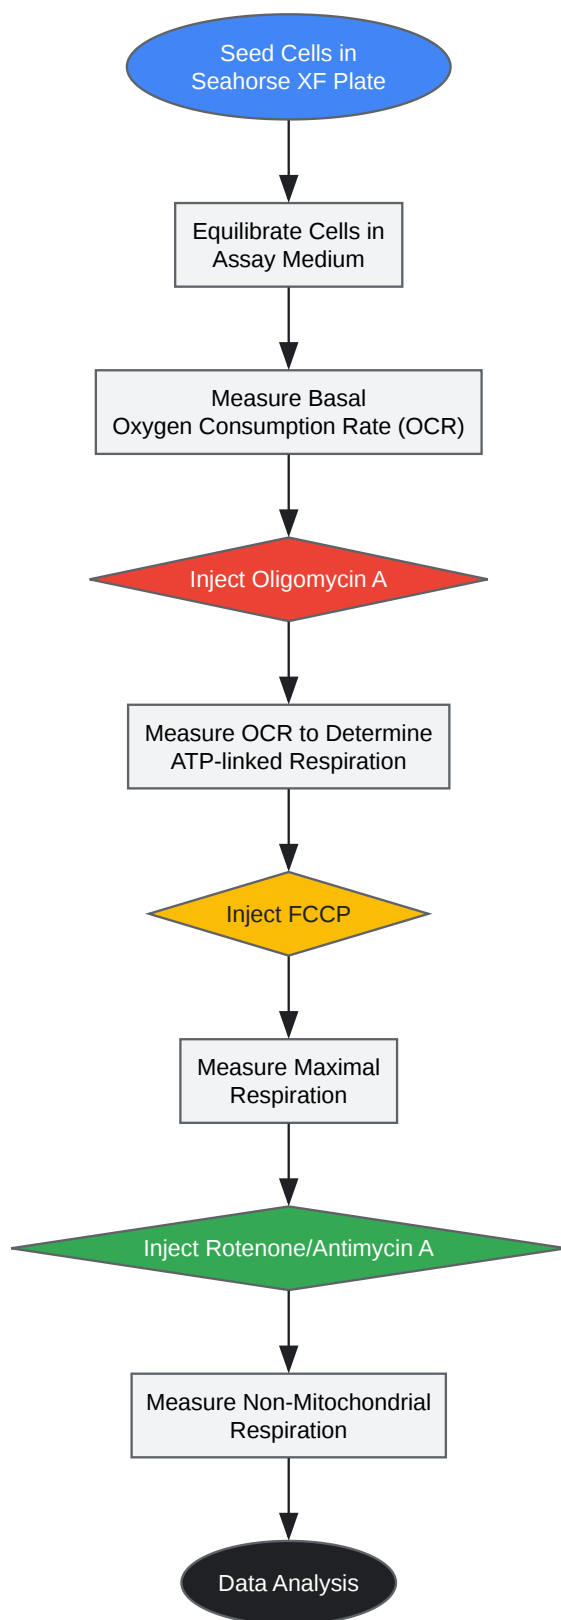 Seed Cells in
Seahorse XF Plate
Equilibrate Cells in
Assay Medium
Measure Basal
Oxygen Consumption Rate (OCR)
Inject Oligomycin A
Measure OCR to Determine
ATP-linked Respiration
Inject FCCP
Measure Maximal
Respiration
Inject Rotenone/Antimycin A
Measure Non-Mitochondrial
Respiration
Data Analysis